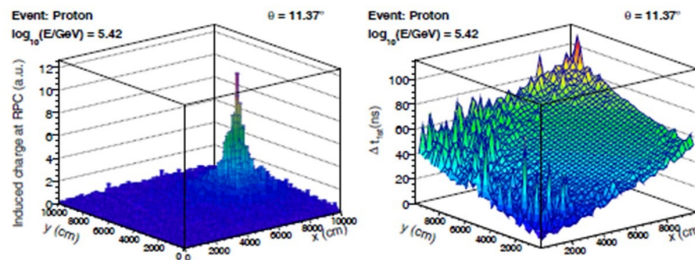 Event: Proton
θ = 11.37°
log10(E/GeV) = 5.42
Induced charge at RPC (a.u.)
12
10
8
6
4
2
0
10000
8000
6000
4000
2000
0
0
2000
4000
6000
8000
10000
y (cm)
x (cm)
Event: Proton
θ = 11.37°
log10(E/GeV) = 5.42
Δ t1st(ns)
100
80
60
40
20
0
8000
6000
4000
2000
2000
4000
6000
8000
y (cm)
x (cm)